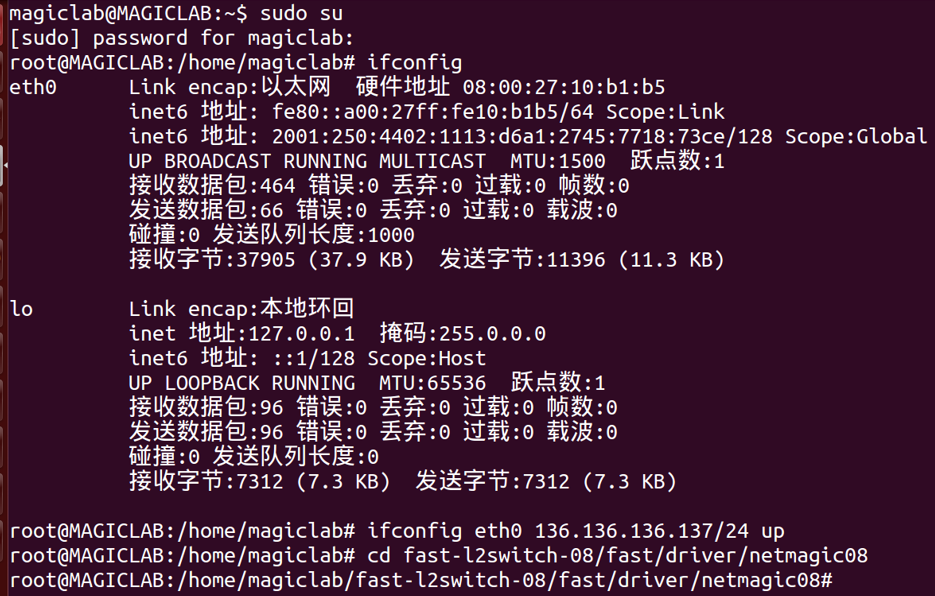 magiclab@MAGICLAB:~$ sudo su
[sudo] password for magiclab:
root@MAGICLAB:/home/magiclab# ifconfig
eth0      Link encap:以太网  硬件地址 08:00:27:10:b1:b5
          inet6 地址: fe80::a00:27ff:fe10:b1b5/64 Scope:Link
          inet6 地址: 2001:250:4402:1113:d6a1:2745:7718:73ce/128 Scope:Global
          UP BROADCAST RUNNING MULTICAST  MTU:1500  跃点数:1
          接收数据包:464 错误:0 丢弃:0 过载:0 帧数:0
          发送数据包:66 错误:0 丢弃:0 过载:0 载波:0
          碰撞:0 发送队列长度:1000
          接收字节:37905 (37.9 KB)  发送字节:11396 (11.3 KB)

lo        Link encap:本地环回
          inet 地址:127.0.0.1  掩码:255.0.0.0
          inet6 地址: ::1/128 Scope:Host
          UP LOOPBACK RUNNING  MTU:65536  跃点数:1
          接收数据包:96 错误:0 丢弃:0 过载:0 帧数:0
          发送数据包:96 错误:0 丢弃:0 过载:0 载波:0
          碰撞:0 发送队列长度:0
          接收字节:7312 (7.3 KB)  发送字节:7312 (7.3 KB)

root@MAGICLAB:/home/magiclab# ifconfig eth0 136.136.136.137/24 up
root@MAGICLAB:/home/magiclab# cd fast-l2switch-08/fast/driver/netmagic08
root@MAGICLAB:/home/magiclab/fast-l2switch-08/fast/driver/netmagic08#